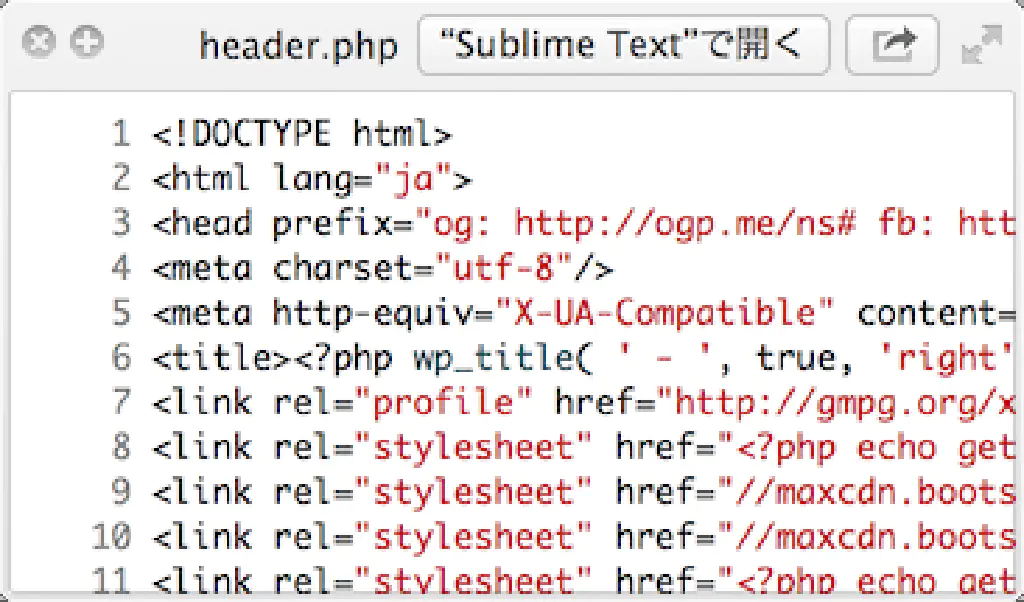 header.php “Sublime Text”で開く
1 <!DOCTYPE html>
2 <html lang="ja">
3 <head prefix="og: http://ogp.me/ns# fb: htt
4 <meta charset="utf-8"/>
5 <meta http-equiv="X-UA-Compatible" content=
6 <title><?php wp_title( ' - ', true, 'right'
7 <link rel="profile" href="http://gmpg.org/x
8 <link rel="stylesheet" href="<?php echo get
9 <link rel="stylesheet" href="//maxcdn.boots
10 <link rel="stylesheet" href="//maxcdn.boots
11 <link rel="stylesheet" href="<?php echo get